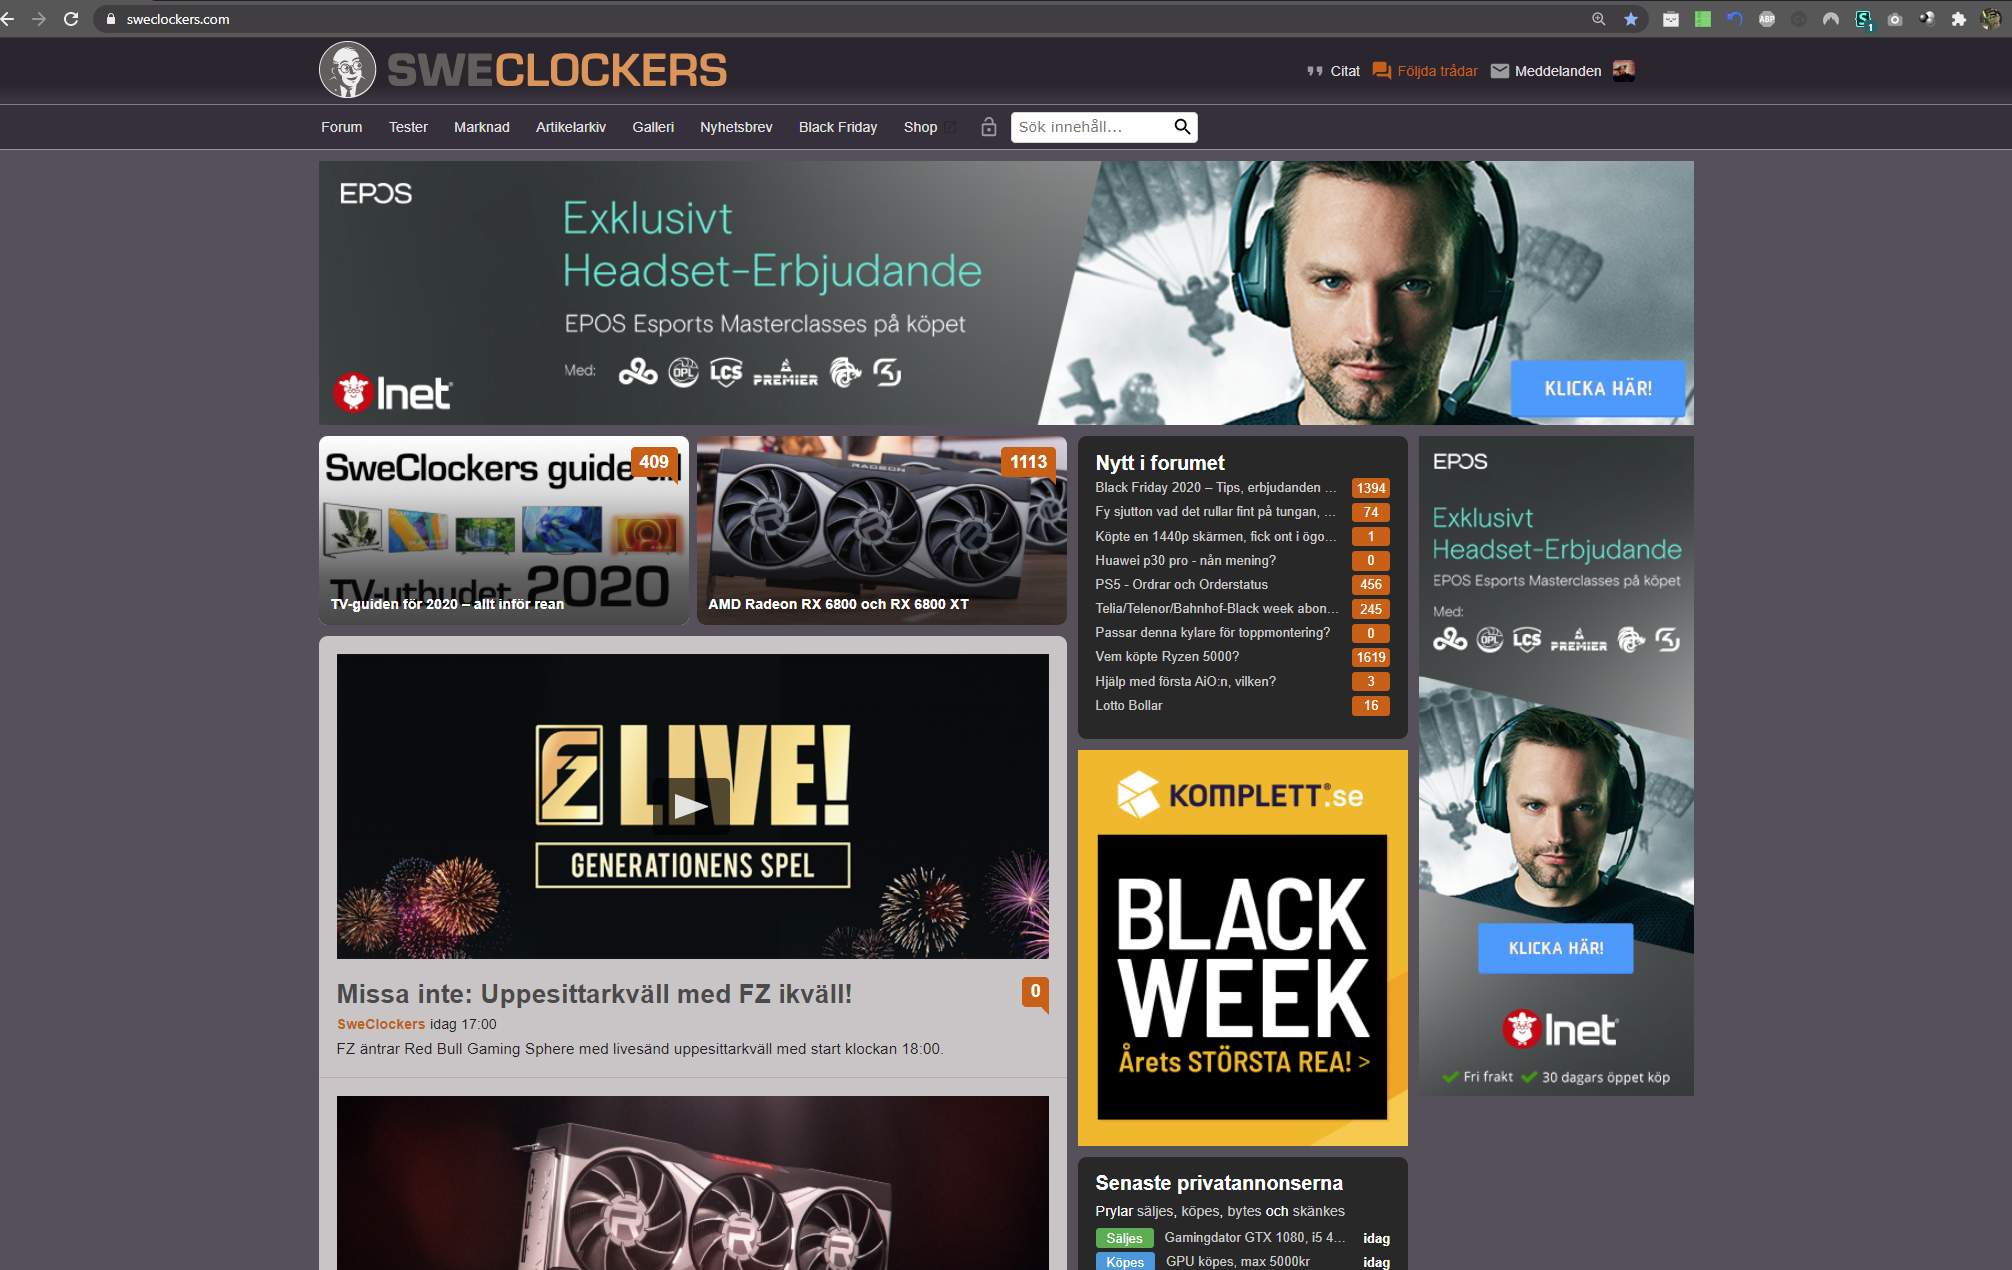 sweclockers.com
ABP
S
1
SWECLOCKERS
Citat
Följda trådar
Meddelanden
Forum
Tester
Marknad
Artikelarkiv
Galleri
Nyhetsbrev
Black Friday
Shop
Sök innehåll...
EPOS
Exklusivt
Headset-Erbjudande
EPOS Esports Masterclasses på köpet
Med:
OPL
LCS
PREMIER
Inet
KLICKA HÄR!
SweClockers guide
409
TV-utbudet 2020
TV-guiden för 2020 – allt inför rean
RADEON
1113
AMD Radeon RX 6800 och RX 6800 XT
Nytt i forumet
Black Friday 2020 – Tips, erbjudanden ... 1394
Fy sjutton vad det rullar fint på tungan, ... 74
Köpte en 1440p skärmen, fick ont i ögo... 1
Huawei p30 pro - nån mening? 0
PS5 - Ordrar och Orderstatus 456
Telia/Telenor/Bahnhof-Black week abon... 245
Passar denna kylare för toppmontering? 0
Vem köpte Ryzen 5000? 1619
Hjälp med första AiO:n, vilken? 3
Lotto Bollar 16
EPOS
Exklusivt
Headset-Erbjudande
EPOS Esports Masterclasses på köpet
Med:
OPL
LCS
PREMIER
KLICKA HÄR!
Inet
Fri frakt 30 dagars öppet köp
FZ LIVE!
GENERATIONENS SPEL
Missa inte: Uppesittarkväll med FZ ikväll!
0
SweClockers idag 17:00
FZ äntrar Red Bull Gaming Sphere med livesänd uppesittarkväll med start klockan 18:00.
KOMPLETT.se
BLACK
WEEK
Årets STÖRSTA REA! >
Senaste privatannonserna
Prylar säljes, köpes, bytes och skänkes
Säljes Gamingdator GTX 1080, i5 4... idag
Köpes GPU köpes, max 5000kr idag